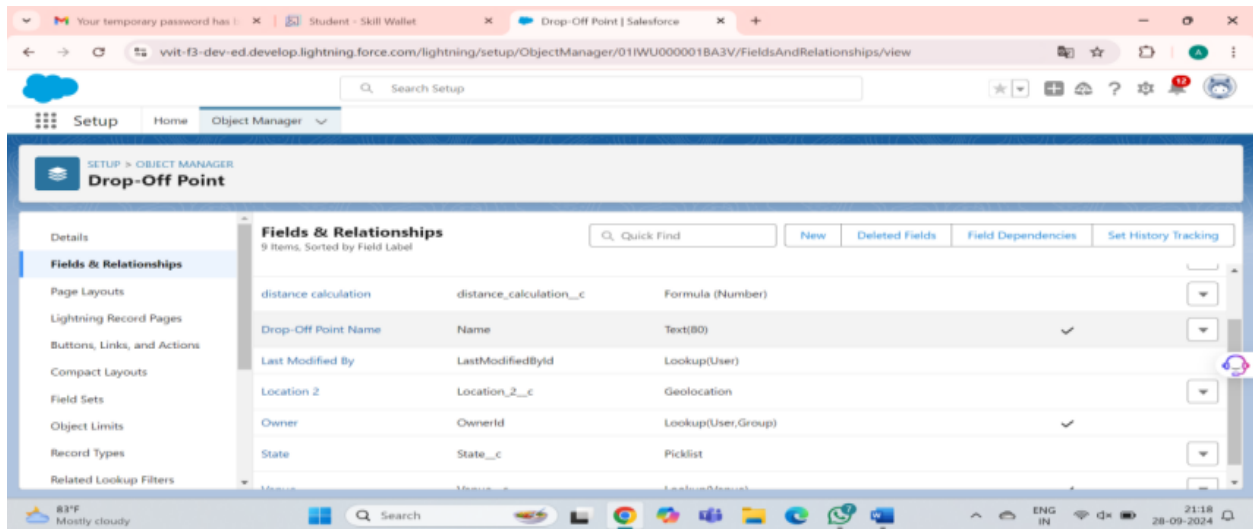 Your temporary password has
Student - Skill Wallet
Drop-Off Point | Salesforce
vvit-f3-dev-ed.develop.lightning.force.com/lightning/setup/ObjectManager/01IWU000001BA3V/FieldsAndRelationships/view
A
Search Setup
12
Setup Home Object Manager
SETUP > OBJECT MANAGER
Drop-Off Point
Details
Fields & Relationships
Page Layouts
Lightning Record Pages
Buttons, Links, and Actions
Compact Layouts
Field Sets
Object Limits
Record Types
Related Lookup Filters
Fields & Relationships
9 Items, Sorted by Field Label
Quick Find
New Deleted Fields Field Dependencies Set History Tracking
distance calculation distance_calculation__c Formula (Number)
Drop-Off Point Name Name Text(80)
Last Modified By LastModifiedById Lookup(User)
Location 2 Location_2__c Geolocation
Owner OwnerId Lookup(User,Group)
State State__c Picklist
83°F
Mostly cloudy
Search
ENG
IN
21:18
28-09-2024